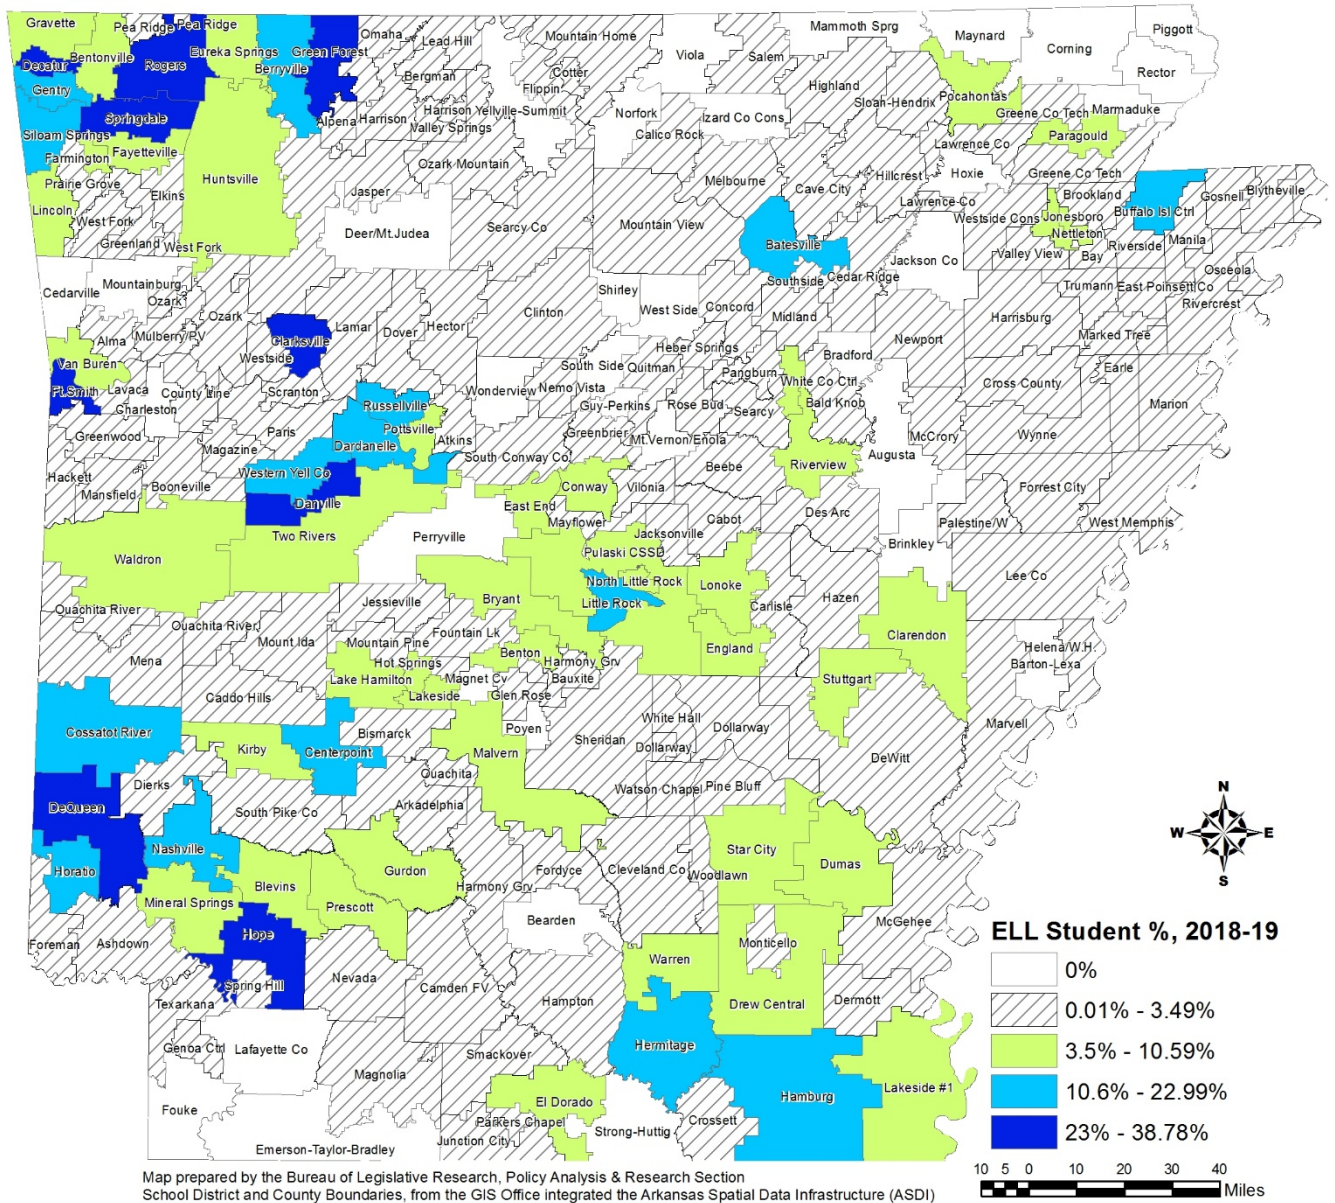 Gravette
Pea Ridge
Pea Ridge
Bentonville
Eureka Springs
Green Forest
Omaha
Lead Hill
Mountain Home
Mammoth Sprg
Maynard
Piggott
Viola
Salem
Corning
Decatur
Rogers
Berryville
Bergman
Cotter
Flippin
Highland
Rector
Gentry
Sloan-Hendrix
Pocahontas
Springdale
Alpena
Harrison
Harrison
Yellville-Summit
Valley Springs
Norfork
Izard Co Cons
Greene Co Tech
Marmaduke
Siloam Springs
Calico Rock
Paragould
Farmington
Fayetteville
Lawrence Co
Ozark Mountain
Huntsville
Melbourne
Cave City
Hillcrest
Hoxie
Greene Co Tech
Prairie Grove
Elkins
Jasper
Brookland
Gosnell
Blytheville
Lincoln
Lawrence Co
Westside Cons
Jonesboro
Buffalo Isl Ctrl
West Fork
Deer/Mt.Judea
Searcy Co
Mountain View
Nettleton
Greenland
West Fork
Batesville
Valley View
Bay
Riverside
Manila
Jackson Co
Osceola
Mountainburg
Cedarville
Ozark
Southside
Cedar Ridge
Trumann
East Poinsett Co
Shirley
Rivercrest
West Side
Concord
Midland
Harrisburg
Ozark
Clinton
Lamar
Dover
Hector
Mulberry/PV
Alma
Clarksville
Newport
Marked Tree
Heber Springs
Westside
Bradford
Van Buren
South Side
Quitman
Pangburn
Earle
Ft.Smith
Lavaca
County Line
Scranton
Wonderview
Nemo Vista
White Co Ctrl
Cross County
Bald Knob
Marion
Charleston
Russellville
Guy-Perkins
Rose Bud
Searcy
Greenwood
Paris
Pottsville
Greenbrier
Mt.Vernon/Enola
McCrory
Wynne
Magazine
Dardanelle
Atkins
South Conway Co
Beebe
Riverview
Augusta
Hackett
Western Yell Co
Mansfield
Booneville
Conway
Vilonia
Forrest City
Danville
East End
Mayflower
Cabot
Des Arc
Two Rivers
Perryville
Jacksonville
Palestine/W
West Memphis
Waldron
Pulaski CSSD
Brinkley
North Little Rock
Lonoke
Lee Co
Bryant
Little Rock
Carlisle
Hazen
Ouachita River
Jessieville
Ouachita River
Mount Ida
Fountain Lk
Clarendon
Mountain Pine
Mena
Benton
Harmony Grv
England
Helena/W.H.
Hot Springs
Barton-Lexa
Lake Hamilton
Magnet Cv
Bauxite
Stuttgart
Caddo Hills
Lakeside
Glen Rose
White Hall
Dollarway
Marvell
Cossatot River
Bismarck
Poyen
Sheridan
Kirby
Centerpoint
Malvern
Dollarway
DeWitt
Dierks
Ouachita
Watson Chapel
Pine Bluff
DeQueen
Arkadelphia
South Pike Co
Nashville
Star City
Dumas
Horatio
Gurdon
Fordyce
Cleveland Co
Woodlawn
Blevins
Harmony Grv
Mineral Springs
Prescott
Bearden
McGehee
Hope
Monticello
Foreman
Ashdown
Warren
Spring Hill
Nevada
Camden FV
Hampton
Drew Central
Dermott
Texarkana
Genoa Ctrl
Lafayette Co
Smackover
Hermitage
Magnolia
Hamburg
Lakeside #1
Fouke
El Dorado
Parkers Chapel
Strong-Huttig
Crossett
Junction City
Emerson-Taylor-Bradley
N
W E
S
ELL Student %, 2018-19
0%
0.01% - 3.49%
3.5% - 10.59%
10.6% - 22.99%
23% - 38.78%
10 5 0 10 20 30 40
Miles
Map prepared by the Bureau of Legislative Research, Policy Analysis & Research Section
School District and County Boundaries, from the GIS Office integrated the Arkansas Spatial Data Infrastructure (ASDI)